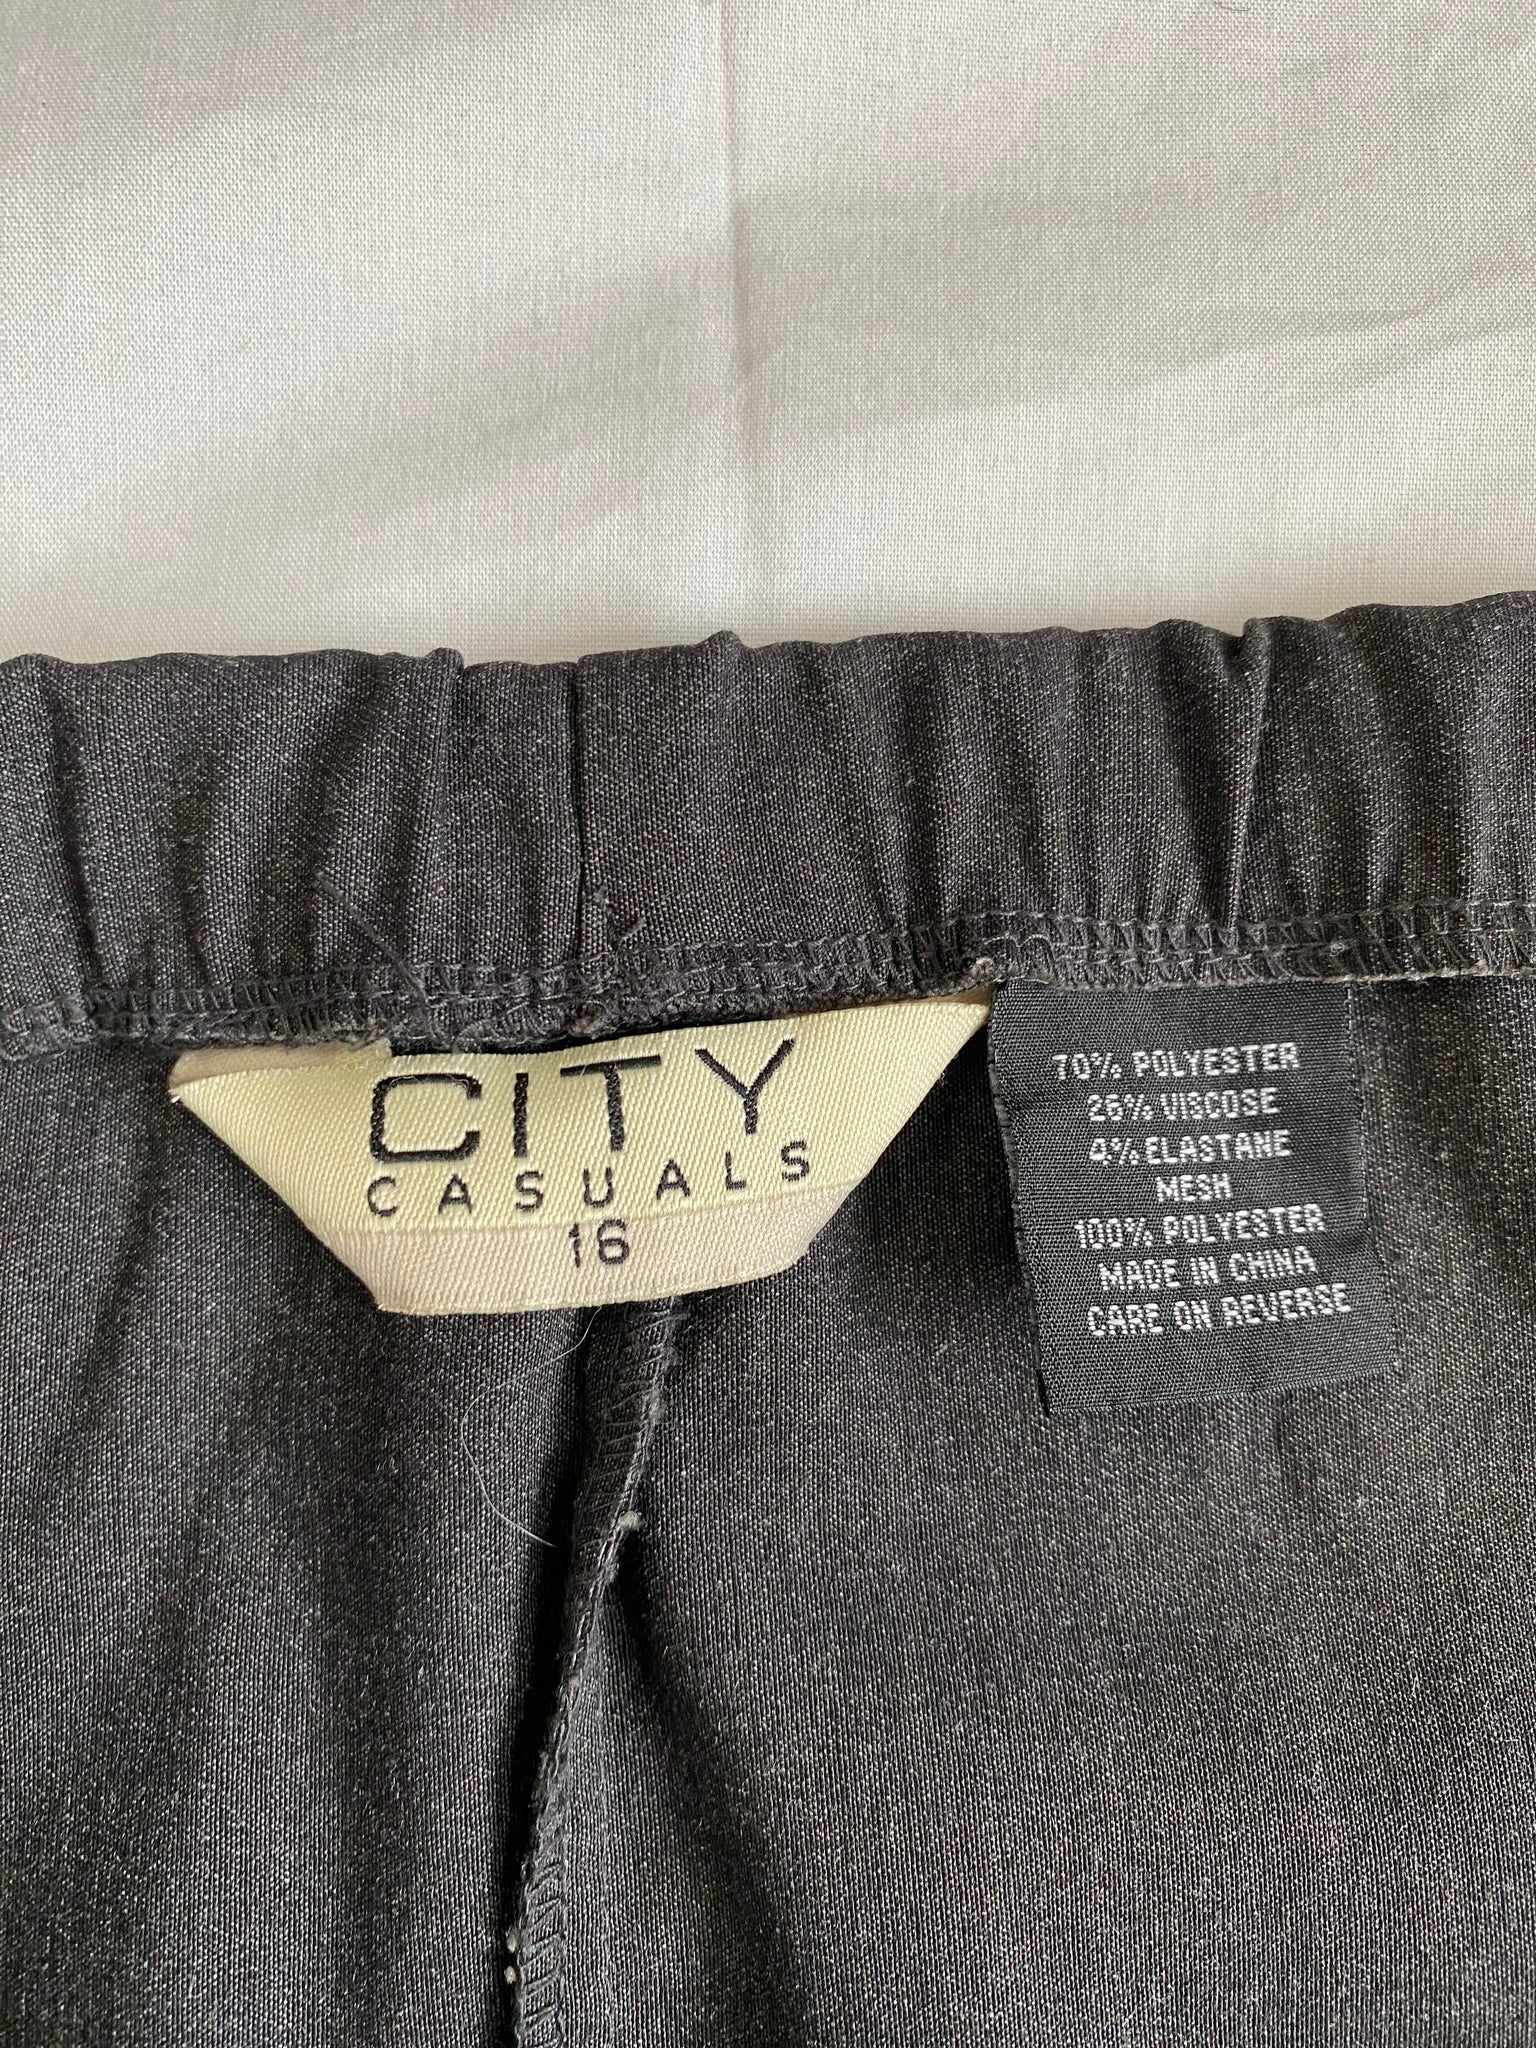 CITY
CASUALS
16
70% POLYESTER
26% VISCOSE
4% ELASTANE
MESH
100% POLYESTER
MADE IN CHINA
CARE ON REVERSE